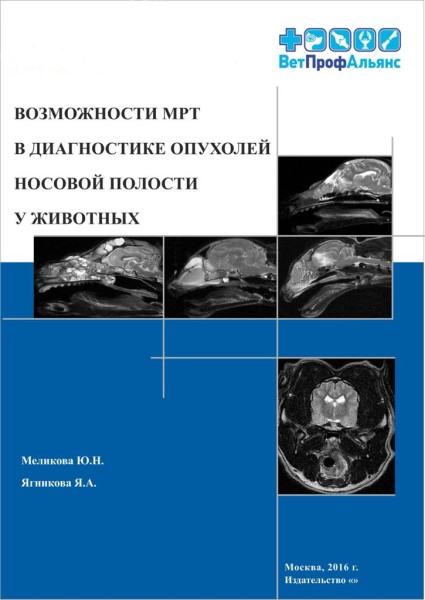 ВетПрофАльянс
ВОЗМОЖНОСТИ МРТ
В ДИАГНОСТИКЕ ОПУХОЛЕЙ
НОСОВОЙ ПОЛОСТИ
У ЖИВОТНЫХ
Меликова Ю.Н.
Ягникова Я.А.
Москва, 2016 г.
Издательство «»